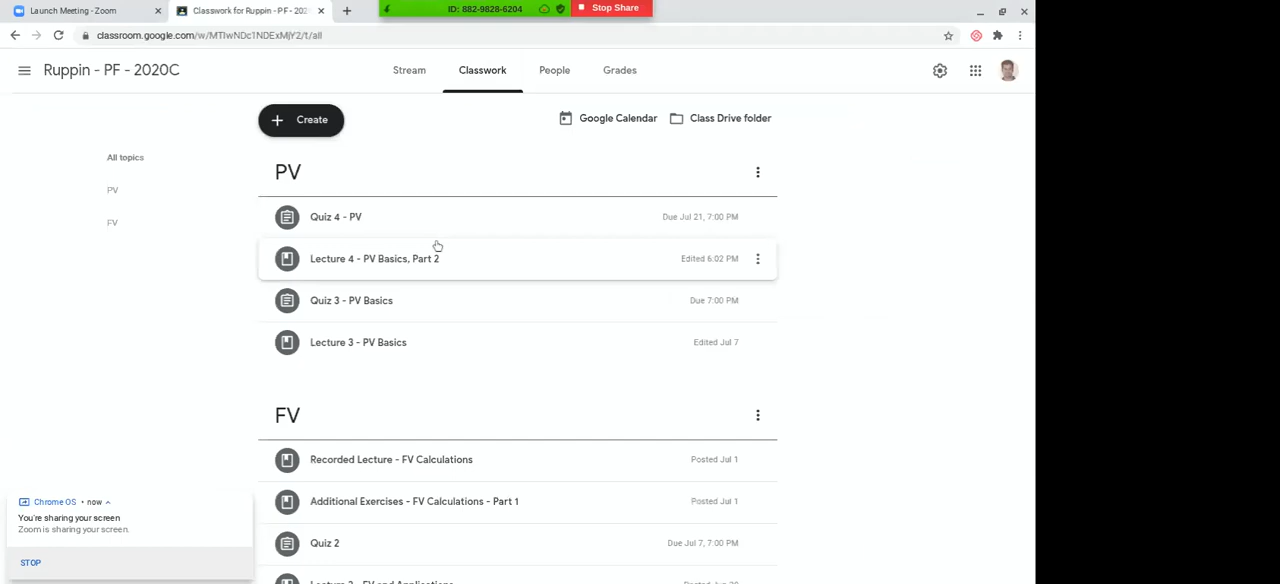 Launch Meeting - Zoom
Classwork for Ruppin - PF - 202
ID: 882-9828-6204
Stop Share
classroom.google.com/w/MTIwNDc1NDExMjY2/t/all
Ruppin - PF - 2020C
Stream
Classwork
People
Grades
Create
Google Calendar
Class Drive folder
All topics
PV
FV
PV
Quiz 4 - PV
Due Jul 21, 7:00 PM
Lecture 4 - PV Basics, Part 2
Edited 6:02 PM
Quiz 3 - PV Basics
Due 7:00 PM
Lecture 3 - PV Basics
Edited Jul 7
FV
Recorded Lecture - FV Calculations
Posted Jul 1
Additional Exercises - FV Calculations - Part 1
Posted Jul 1
Quiz 2
Due Jul 7, 7:00 PM
Chrome OS • now
You're sharing your screen
Zoom is sharing your screen.
STOP